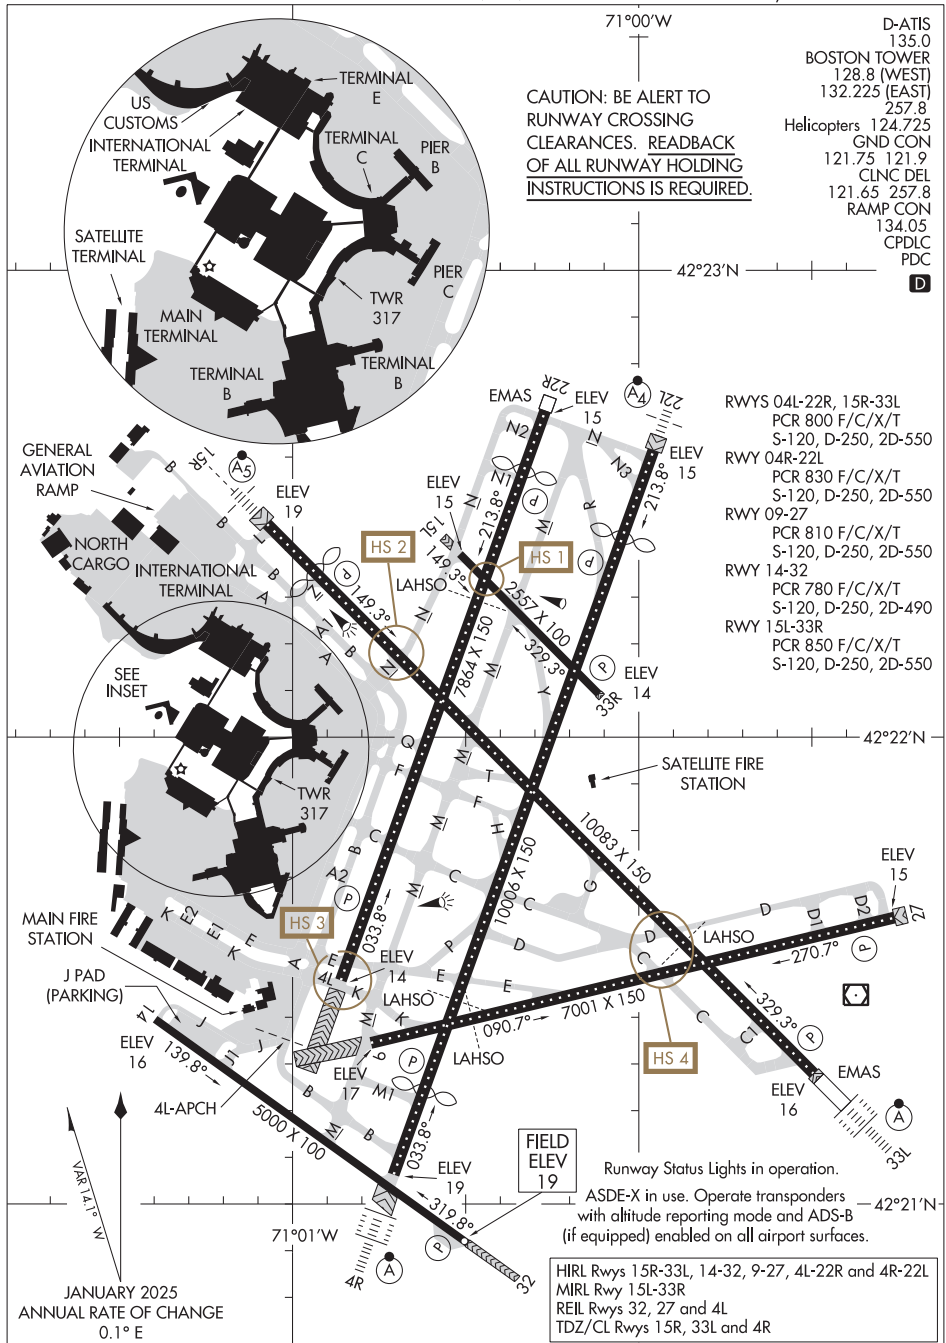 71°00'W
D-ATIS
135.0
BOSTON TOWER
128.8 (WEST)
132.225 (EAST)
257.8
Helicopters 124.725
GND CON
121.75 121.9
CLNC DEL
121.65 257.8
RAMP CON
134.05
CPDLC
PDC
D
CAUTION: BE ALERT TO
RUNWAY CROSSING
CLEARANCES. READBACK
OF ALL RUNWAY HOLDING
INSTRUCTIONS IS REQUIRED.
TERMINAL
E
US
CUSTOMS
INTERNATIONAL
TERMINAL
TERMINAL
C
PIER
B
SATELLITE
TERMINAL
PIER
C
TWR
317
MAIN
TERMINAL
TERMINAL
B
TERMINAL
B
42°23'N
EMAS
22R
ELEV
15
A4
22L
ELEV
15
RWYS 04L-22R, 15R-33L
PCR 800 F/C/X/T
S-120, D-250, 2D-550
RWY 04R-22L
PCR 830 F/C/X/T
S-120, D-250, 2D-550
RWY 09-27
PCR 810 F/C/X/T
S-120, D-250, 2D-550
RWY 14-32
PCR 780 F/C/X/T
S-120, D-250, 2D-490
RWY 15L-33R
PCR 850 F/C/X/T
S-120, D-250, 2D-550
GENERAL
AVIATION
RAMP
B
15R
A5
B
ELEV
19
L
N2
N
N3
N1
N
P
213.8°
213.8°
R
M
ELEV
15
15L
149.3°
NORTH
CARGO
INTERNATIONAL
TERMINAL
B
A
N1
P
149.3°
HS 2
LAHSO
HS 1
P
2557 X 100
329.3°
P
ELEV
14
33R
A1
A
B
N
N
7864 X 150
M
Y
SEE
INSET
TWR
317
42°22'N
SATELLITE FIRE
STATION
Q
F
M
T
F
H
10083 X 150
B
C
M
A2
P
M
C
C
G
10006 X 150
ELEV
15
27
D
D1
D2
P
270.7°
MAIN FIRE
STATION
K
E2
E1
K
E
A
HS 3
033.8°
E
4L
K
ELEV
14
P
D
E
E
D
C
LAHSO
J PAD
(PARKING)
LAHSO
M
K
9
090.7°
7001 X 150
LAHSO
HS 4
C
C1
329.3°
P
EMAS
ELEV
16
A
33L
14
ELEV
16
J
J1
J
139.8°
4L-APCH
ELEV
17
P
M1
B
M
B
5000 X 100
033.8°
ELEV
19
FIELD
ELEV
19
319.8°
P
32
4R
A
Runway Status Lights in operation.
ASDE-X in use. Operate transponders
with altitude reporting mode and ADS-B
(if equipped) enabled on all airport surfaces.
42°21'N
71°01'W
VAR 14.1° W
JANUARY 2025
ANNUAL RATE OF CHANGE
0.1° E
HIRL Rwys 15R-33L, 14-32, 9-27, 4L-22R and 4R-22L
MIRL Rwy 15L-33R
REIL Rwys 32, 27 and 4L
TDZ/CL Rwys 15R, 33L and 4R